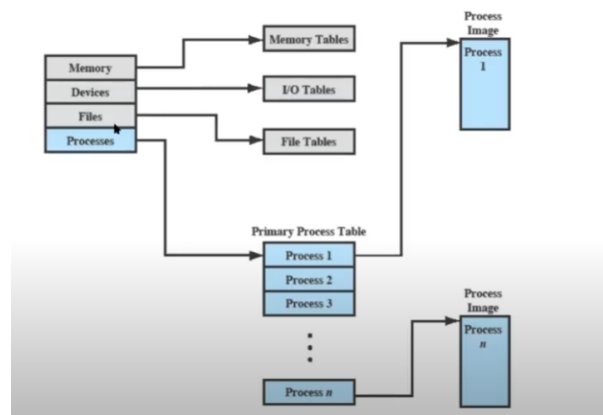 Process
Image
Process
1
Memory Tables
Memory
Devices
I/O Tables
Files
File Tables
Processes
Primary Process Table
Process 1
Process 2
Process 3
Process n
Process
Image
Process
n